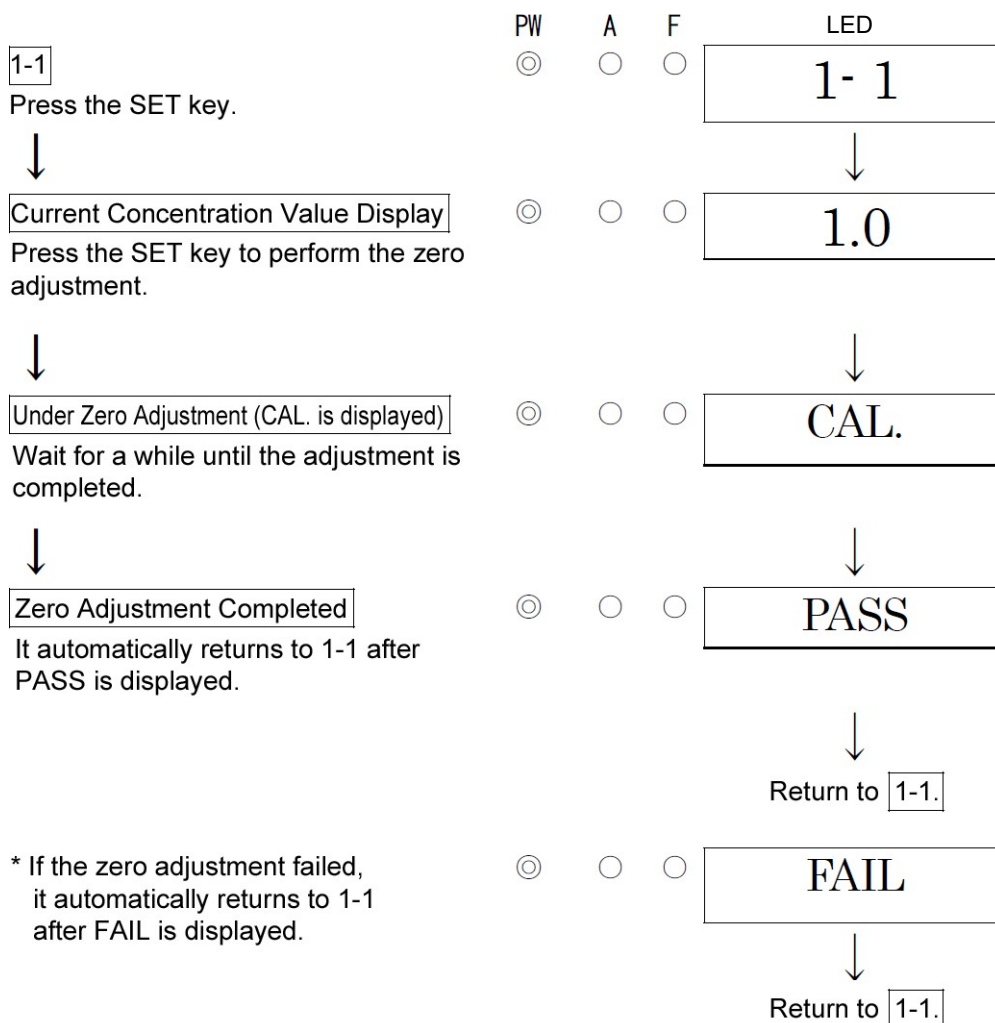 PW A F LED
1-1 1- 1
Press the SET key.
Current Concentration Value Display 1.0
Press the SET key to perform the zero
adjustment.
Under Zero Adjustment (CAL. is displayed) CAL.
Wait for a while until the adjustment is
completed.
Zero Adjustment Completed PASS
It automatically returns to 1-1 after
PASS is displayed.
Return to 1-1.
* If the zero adjustment failed, FAIL
it automatically returns to 1-1
after FAIL is displayed.
Return to 1-1.